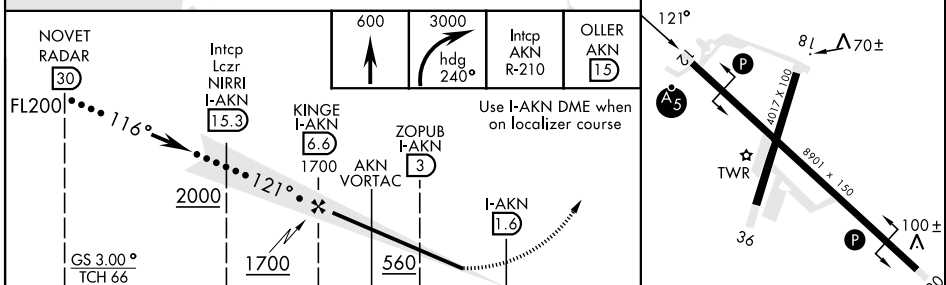 600
3000
hdg
240°
Intcp
AKN
R-210
OLLER
AKN
15
NOVET
RADAR
30
FL200
116°
Intcp
Lczr
NIRRI
I-AKN
15.3
2000
121°
KINGE
I-AKN
6.6
1700
1700
AKN
VORTAC
ZOPUB
I-AKN
3
560
Use I-AKN DME when
on localizer course
I-AKN
1.6
GS 3.00°
TCH 66
121°
12
A5
P
18
70±
4017 X 100
TWR
8901 x 150
36
P
100±